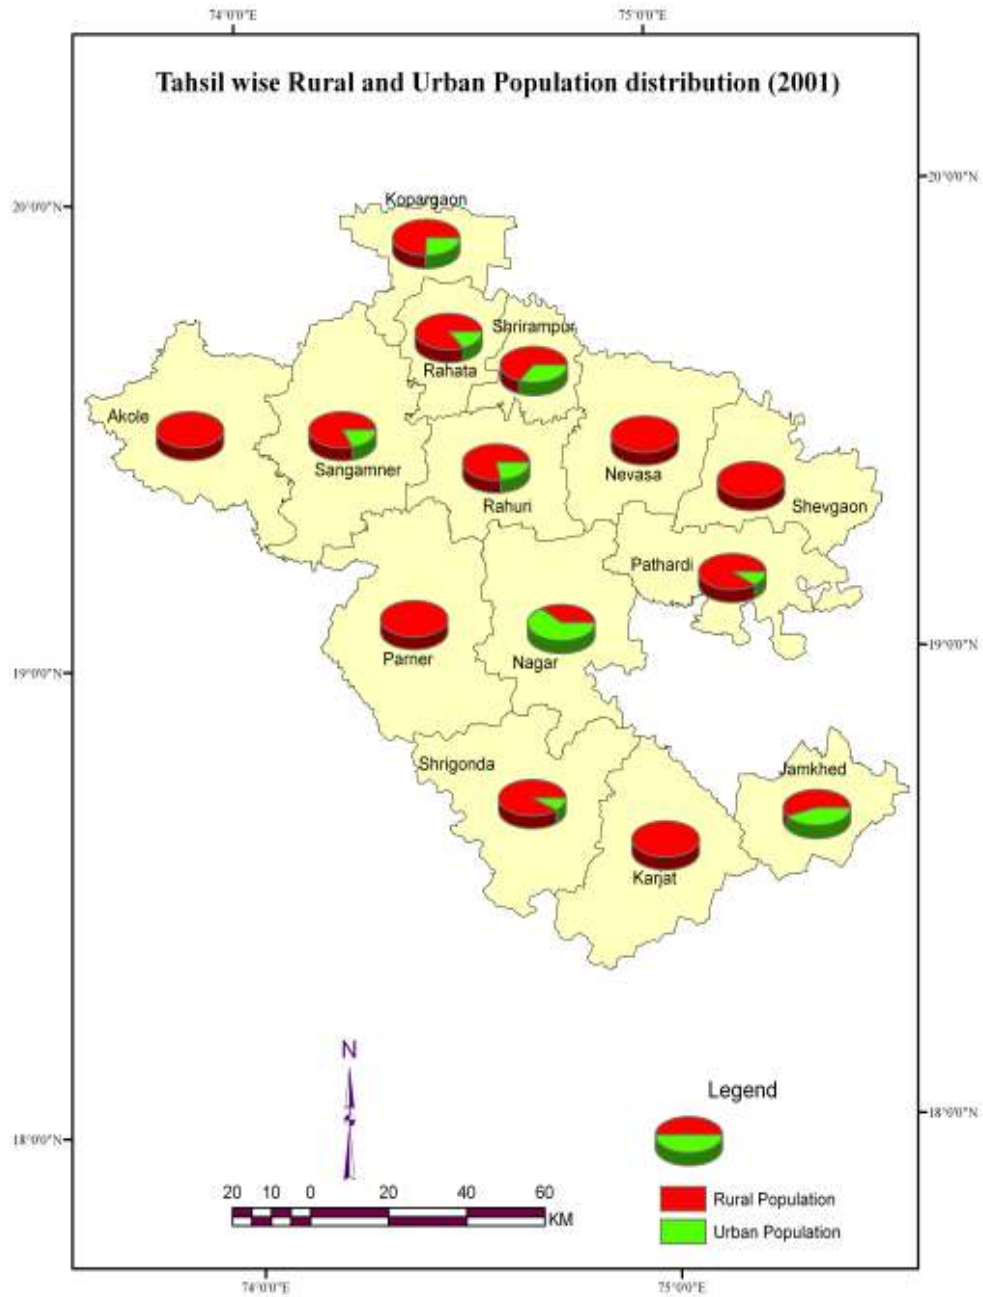 74°0'0"E 75°0'0"E
Tahsil wise Rural and Urban Population distribution (2001)
20°0'0"N
20°0'0"N
Kopargaon
Shrirampur
Rahata
Akole
Sangamner
Nevasa
Rahuri
Shevgaon
Pathardi
Parner
Nagar
19°0'0"N
19°0'0"N
Shrigonda
Jamkhed
Karjat
N
Legend
18°0'0"N
18°0'0"N
20 10 0 20 40 60
KM
Rural Population
Urban Population
74°0'0"E 75°0'0"E